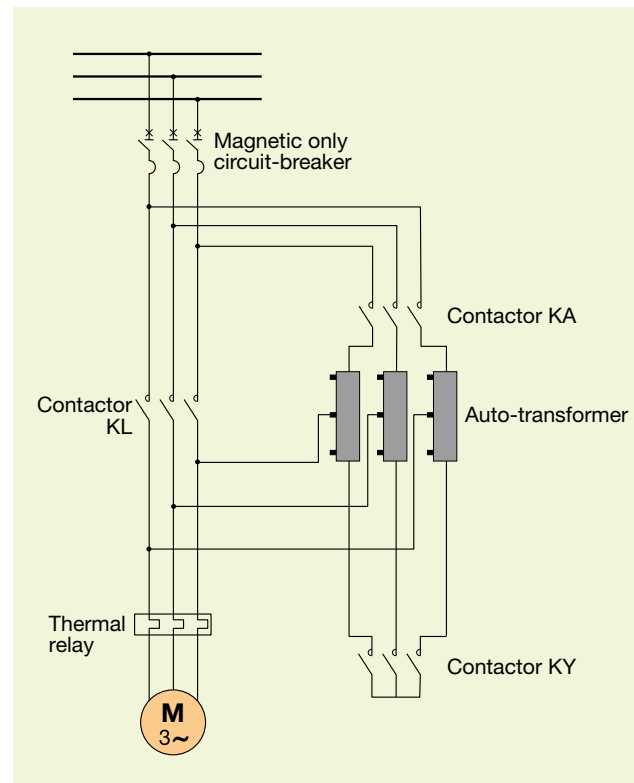 Magnetic only
circuit-breaker
Contactor KA
Contactor
KL
Auto-transformer
Thermal
relay
Contactor KY
M
3~